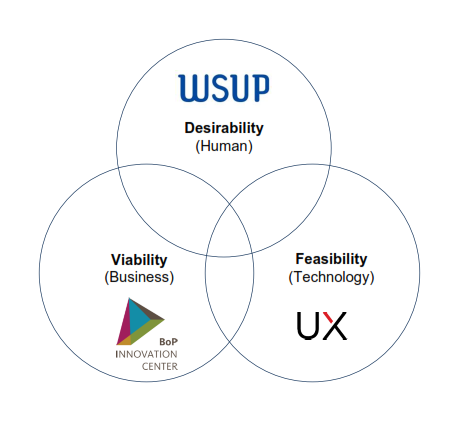 WSUP
Desirability
(Human)
Viability
(Business)
Feasibility
(Technology)
BoP
INNOVATION
CENTER
UX